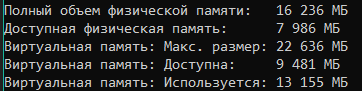 Полный объем физической памяти: 16 236 МБ
Доступная физическая память: 7 986 МБ
Виртуальная память: Макс. размер: 22 636 МБ
Виртуальная память: Доступна: 9 481 МБ
Виртуальная память: Используется: 13 155 МБ